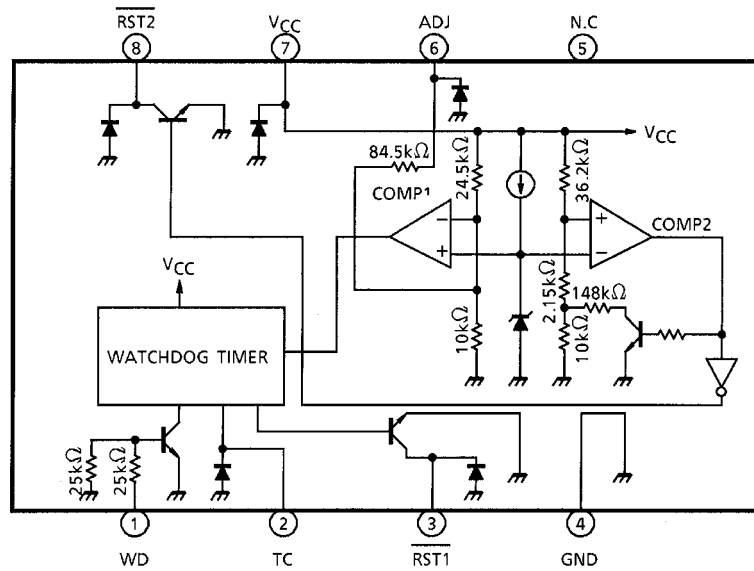 RST2
VCC
ADJ
N.C
8
7
6
5
VCC
84.5kΩ
24.5kΩ
36.2kΩ
COMP1
−
+
+
−
COMP2
2.15kΩ
148kΩ
10kΩ
10kΩ
VCC
WATCHDOG TIMER
25kΩ
25kΩ
1
2
3
4
WD
TC
RST1
GND